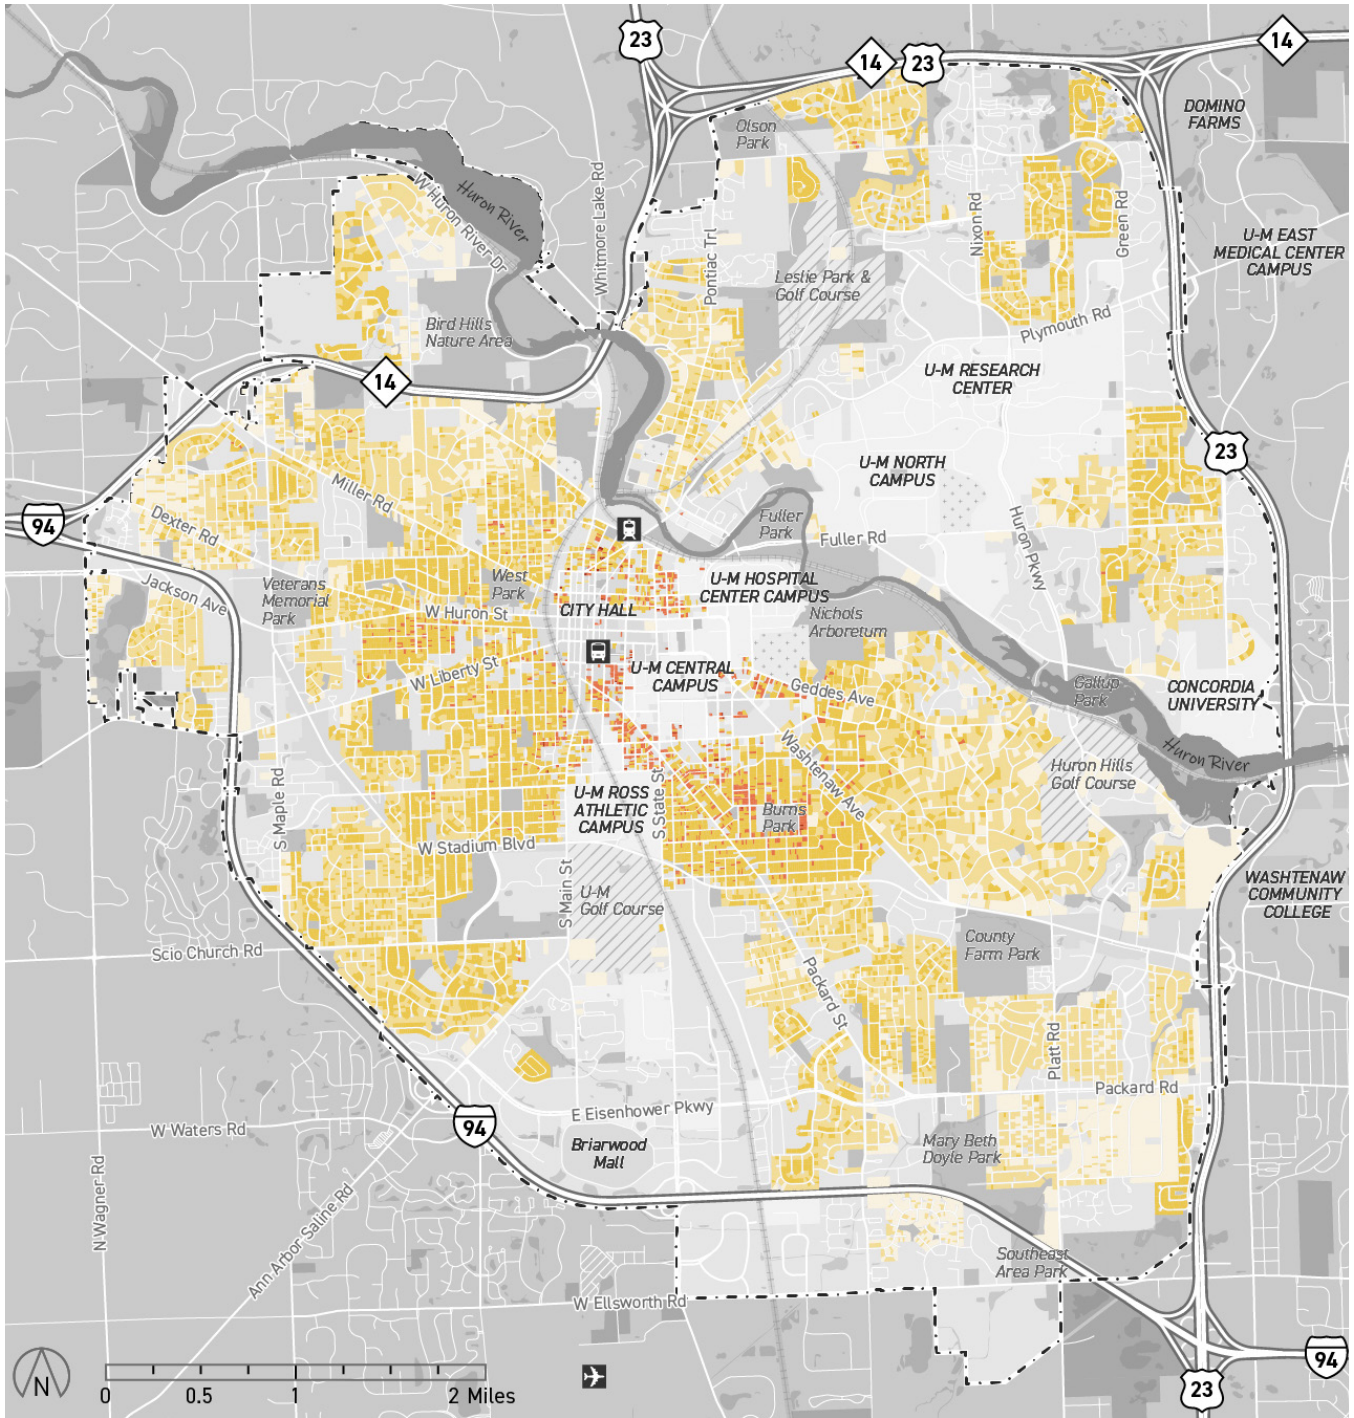 23
14
23
14
DOMINO
FARMS
Olson
Park
Whitmore Lake Rd
W Huron River Dr
Huron River
Nixon Rd
Green Rd
Pontiac Trl
U-M EAST
MEDICAL CENTER
CAMPUS
Leslie Park &
Golf Course
Bird Hills
Nature Area
Plymouth Rd
14
U-M RESEARCH
CENTER
23
U-M NORTH
CAMPUS
Miller Rd
94
Dexter Rd
Fuller
Park
Fuller Rd
Huron Pkwy
Jackson Ave
Veterans
Memorial
Park
West
Park
U-M HOSPITAL
CENTER CAMPUS
W Huron St
CITY HALL
Nichols
Arboretum
W Liberty St
U-M CENTRAL
CAMPUS
Geddes Ave
Gallup
Park
CONCORDIA
UNIVERSITY
Washtenaw Ave
Huron River
Huron Hills
Golf Course
S Maple Rd
U-M ROSS
ATHLETIC
CAMPUS
S State St
Burns
Park
W Stadium Blvd
S Main St
U-M
Golf Course
WASHTENAW
COMMUNITY
COLLEGE
Scio Church Rd
County
Farm Park
Packard St
Platt Rd
Packard Rd
E Eisenhower Pkwy
W Waters Rd
94
Briarwood
Mall
Mary Beth
Doyle Park
N Wagner Rd
Ann Arbor Saline Rd
Southeast
Area Park
W Ellsworth Rd
94
23
N
0 0.5 1 2 Miles